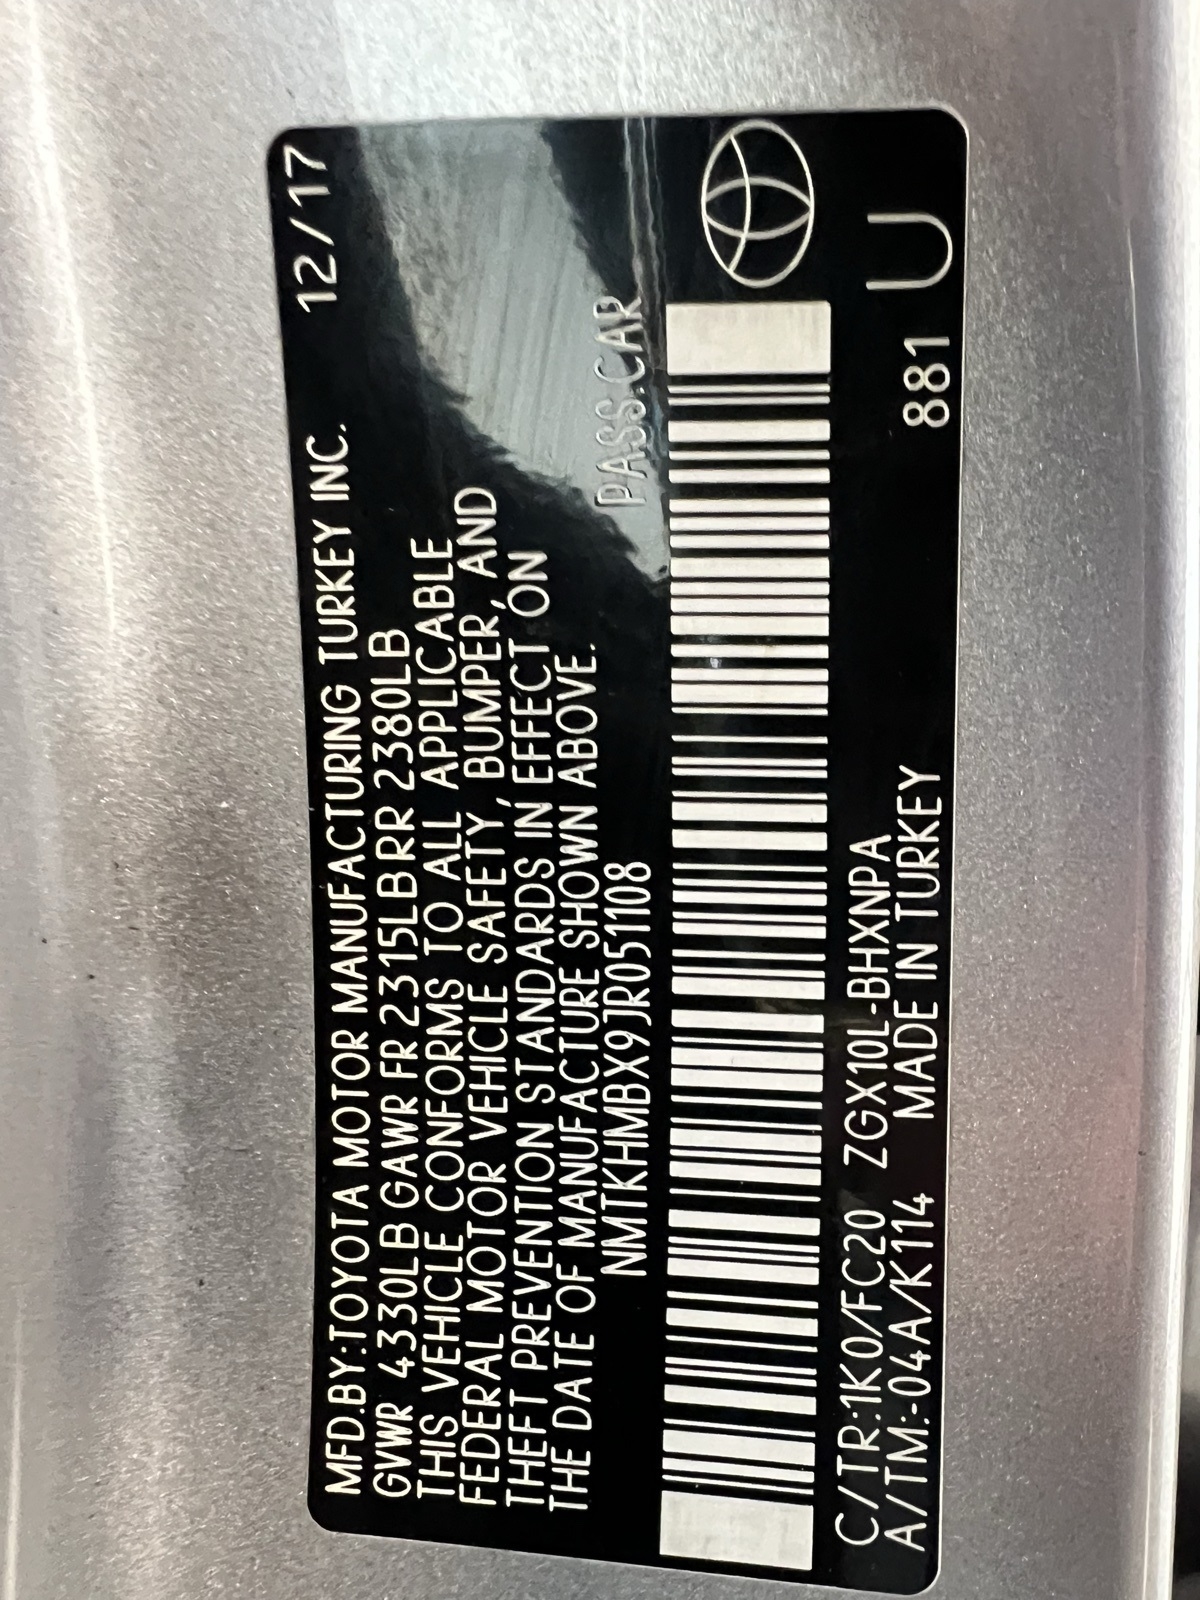 MFD.BY:TOYOTA MOTOR MANUFACTURING TURKEY INC. 12/17
GVWR 4330LB GAWR FR 2315LB RR 2380LB
THIS VEHICLE CONFORMS TO ALL APPLICABLE
FEDERAL MOTOR VEHICLE SAFETY, BUMPER, AND
THEFT PREVENTION STANDARDS IN EFFECT ON
THE DATE OF MANUFACTURE SHOWN ABOVE.
NMTKHMBX9JR051108 PASS.CAR
C/TR:1K0/FC20 ZGX10L-BHXNPA
A/TM:-04A/K114 MADE IN TURKEY 881 U